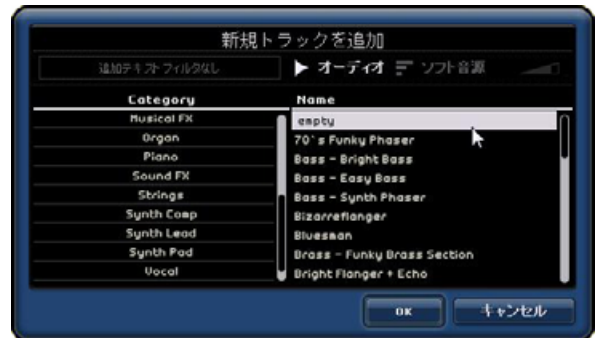 新規トラックを追加
追加テキストフィルタなし
オーディオ ソフト音源
Category
Name
Musical FX
Organ
Piano
Sound FX
Strings
Synth Comp
Synth Lead
Synth Pad
Vocal
empty
70's Funky Phaser
Bass - Bright Bass
Bass - Easy Bass
Bass - Synth Phaser
Bizarreflanger
Bluesman
Brass - Funky Brass Section
Bright Flanger + Echo
OK
キャンセル